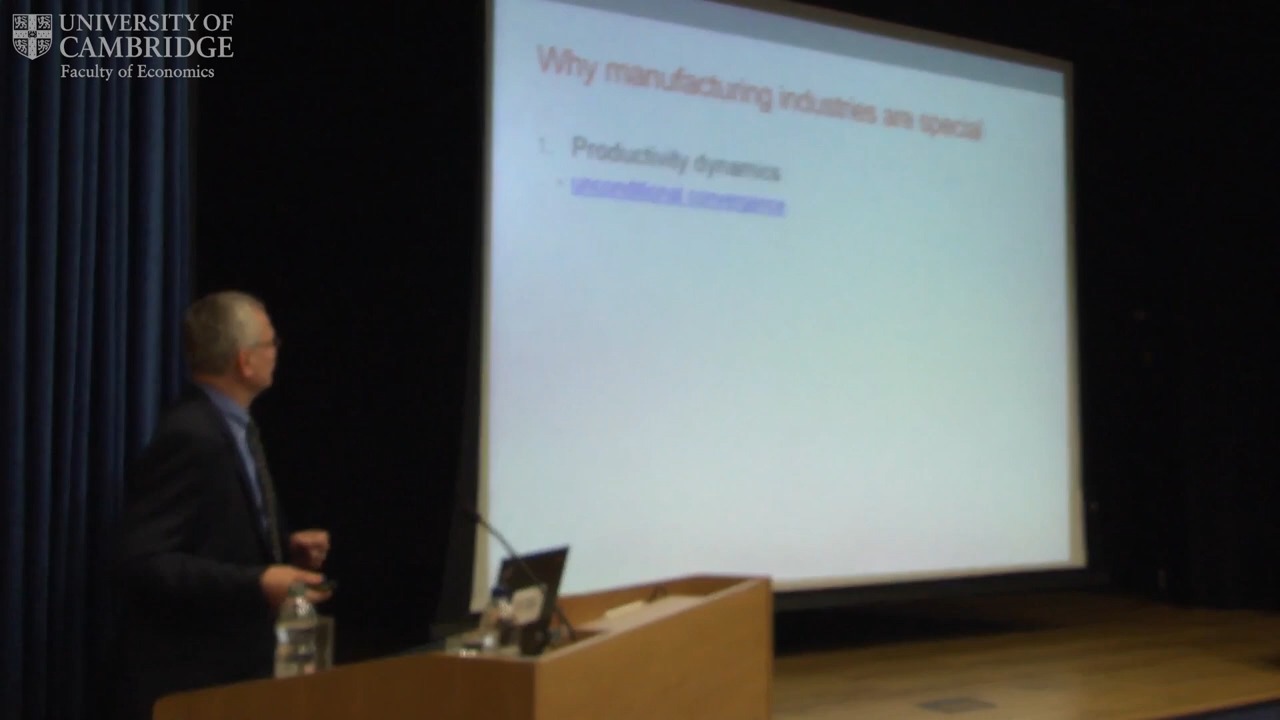 UNIVERSITY OF
CAMBRIDGE
Faculty of Economics
Why manufacturing industries are special
1. Productivity dynamics
unconditional convergence